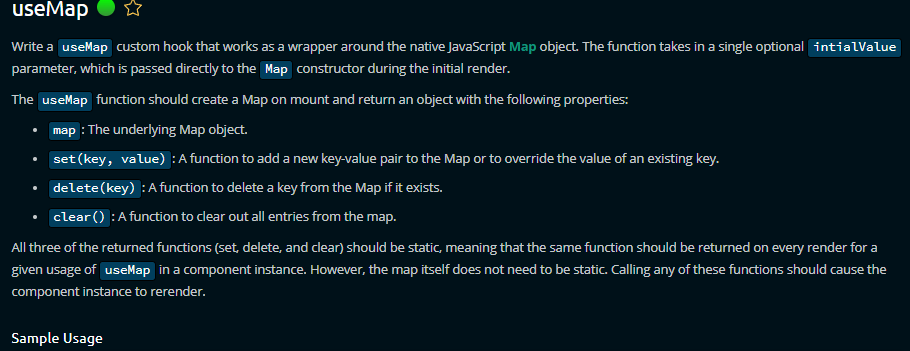 useMap
Write a useMap custom hook that works as a wrapper around the native JavaScript Map object. The function takes in a single optional intialValue
parameter, which is passed directly to the Map constructor during the initial render.
The useMap function should create a Map on mount and return an object with the following properties:
• map: The underlying Map object.
• set(key, value): A function to add a new key-value pair to the Map or to override the value of an existing key.
• delete(key): A function to delete a key from the Map if it exists.
• clear(): A function to clear out all entries from the map.
All three of the returned functions (set, delete, and clear) should be static, meaning that the same function should be returned on every render for a
given usage of useMap in a component instance. However, the map itself does not need to be static. Calling any of these functions should cause the
component instance to rerender.
Sample Usage